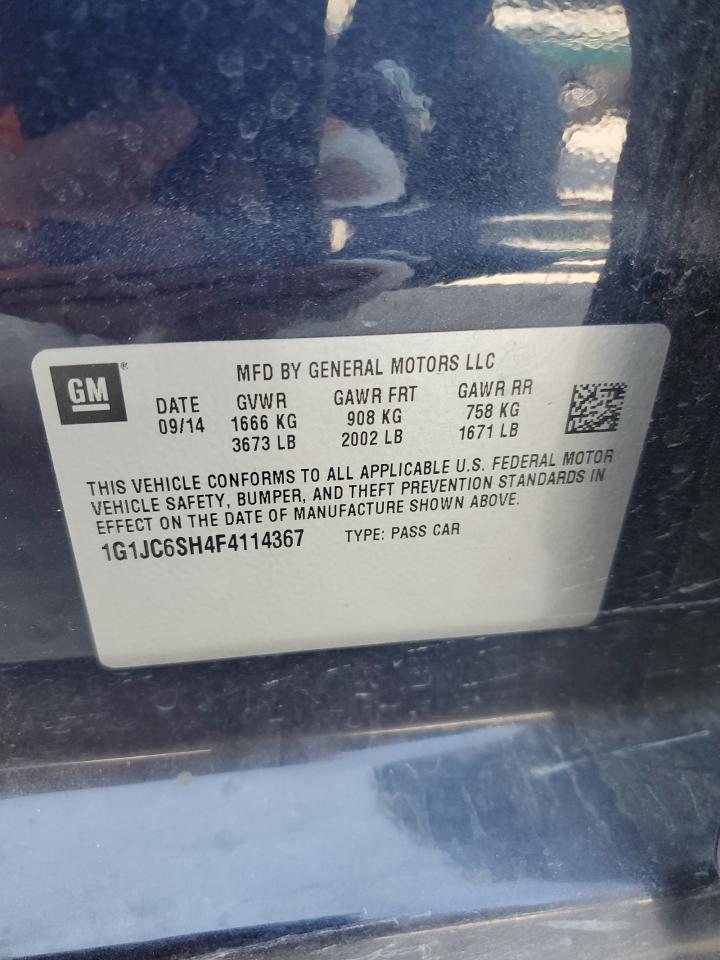 GM ®
MFD BY GENERAL MOTORS LLC
DATE GVWR GAWR FRT GAWR RR
09/14 1666 KG 908 KG 758 KG
3673 LB 2002 LB 1671 LB
THIS VEHICLE CONFORMS TO ALL APPLICABLE U.S. FEDERAL MOTOR
VEHICLE SAFETY, BUMPER, AND THEFT PREVENTION STANDARDS IN
EFFECT ON THE DATE OF MANUFACTURE SHOWN ABOVE.
1G1JC6SH4F4114367 TYPE: PASS CAR